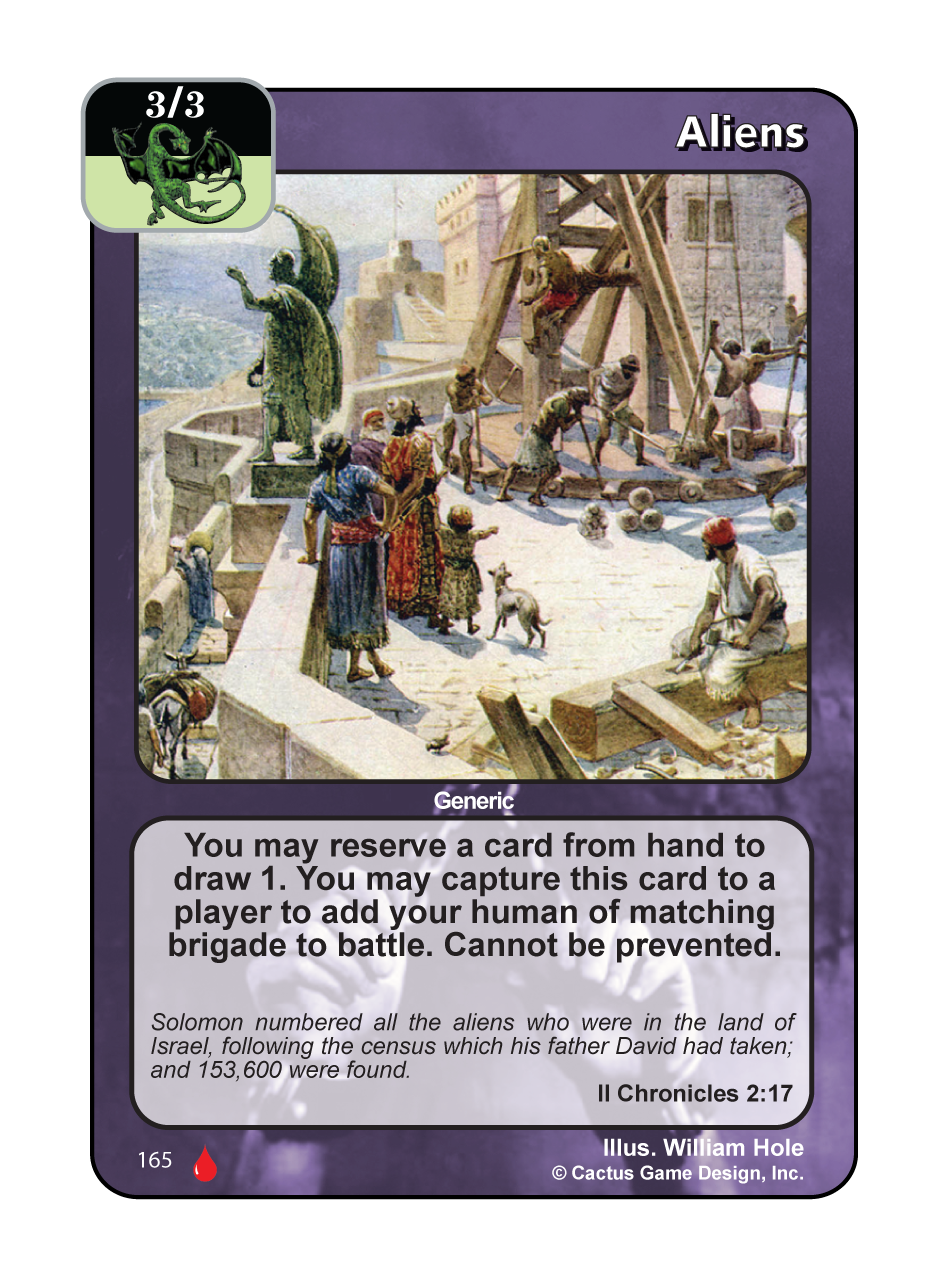 3/3
Aliens
Generic
You may reserve a card from hand to
draw 1. You may capture this card to a
player to add your human of matching
brigade to battle. Cannot be prevented.
Solomon numbered all the aliens who were in the land of
Israel, following the census which his father David had taken;
and 153,600 were found.
II Chronicles 2:17
165
Illus. William Hole
© Cactus Game Design, Inc.